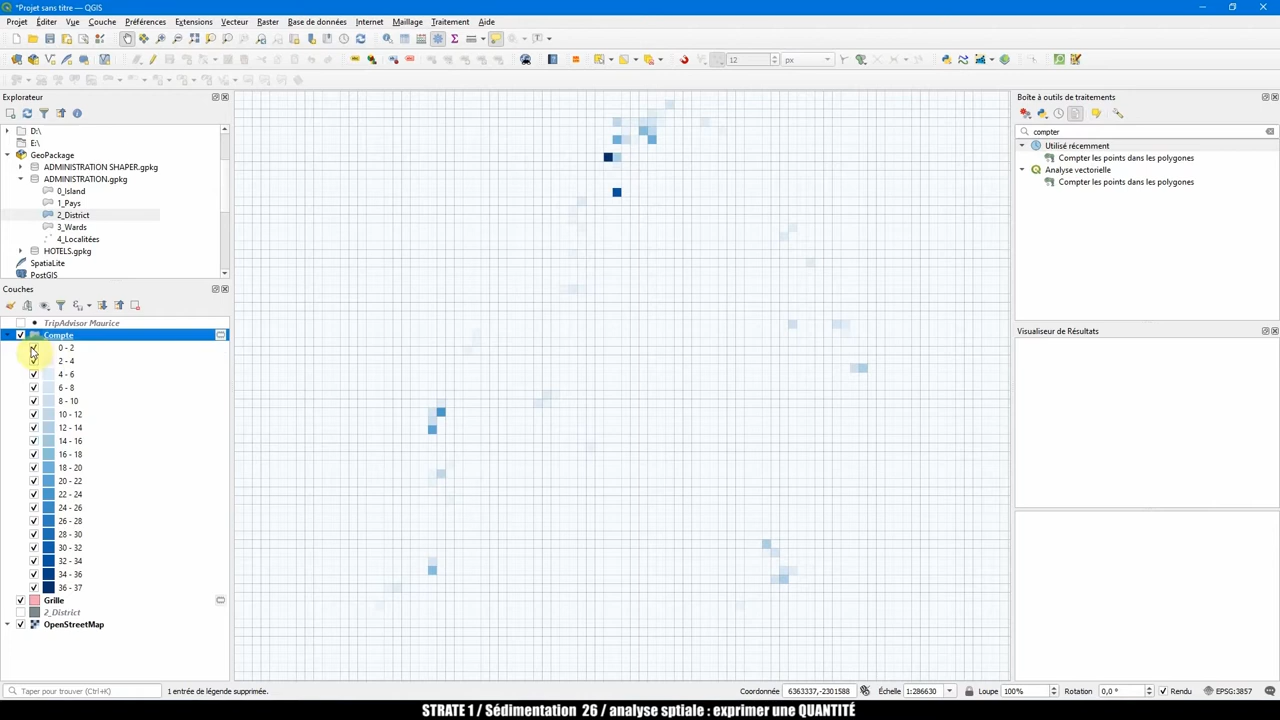 *Projet sans titre — QGIS
Projet Éditer Vue Couche Préférences Extensions Vecteur Raster Base de données Internet Maillage Traitement Aide
12 px
Explorateur
D:\
E:\
GeoPackage
ADMINISTRATION SHAPER.gpkg
ADMINISTRATION.gpkg
0_Island
1_Pays
2_District
3_Wards
4_Localitées
HOTELS.gpkg
SpatiaLite
PostGIS
Couches
TripAdvisor Maurice
Compte
0 - 2
2 - 4
4 - 6
6 - 8
8 - 10
10 - 12
12 - 14
14 - 16
16 - 18
18 - 20
20 - 22
22 - 24
24 - 26
26 - 28
28 - 30
30 - 32
32 - 34
34 - 36
36 - 37
Grille
2_District
OpenStreetMap
Boîte à outils de traitements
compter
Utilisé récemment
Compter les points dans les polygones
Analyse vectorielle
Compter les points dans les polygones
Visualiseur de Résultats
Taper pour trouver (Ctrl+K) 1 entrée de légende supprimée. Coordonnée 6363337,-2301588 Échelle 1:286630 Loupe 100% Rotation 0,0 ° Rendu EPSG:3857
STRATE 1 / Sédimentation 26 / analyse sptiale : exprimer une QUANTITÉ